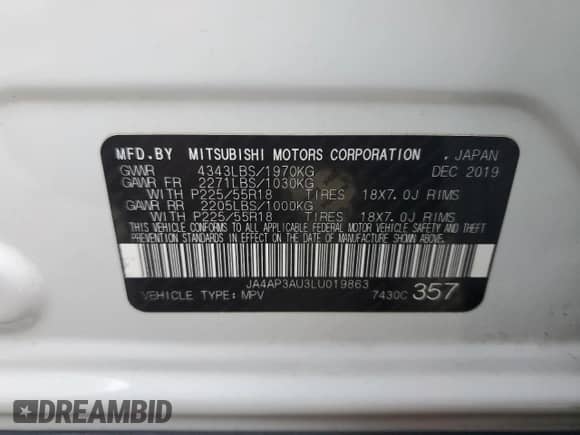 MFD.BY MITSUBISHI MOTORS CORPORATION . JAPAN
GVWR 4343LBS/1970KG DEC 2019
GAWR FR 2271LBS/1030KG
WITH P225/55R18 TIRES 18X7.0J RIMS
GAWR RR 2205LBS/1000KG
WITH P225/55R18 TIRES 18X7.0J RIMS
THIS VEHICLE CONFORMS TO ALL APPLICABLE FEDERAL MOTOR VEHICLE SAFETY AND THEFT
PREVENTION STANDARDS IN EFFECT ON THE DATE OF MANUFACTURE SHOWN ABOVE.
JA4AP3AU3LU019863
VEHICLE TYPE: MPV 7430C 357
DREAMBID